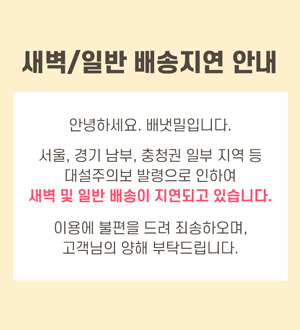 새벽/일반 배송지연 안내
안녕하세요. 배냇밀입니다.
서울, 경기 남부, 충청권 일부 지역 등
대설주의보 발령으로 인하여
새벽 및 일반 배송이 지연되고 있습니다.
이용에 불편을 드려 죄송하오며,
고객님의 양해 부탁드립니다.